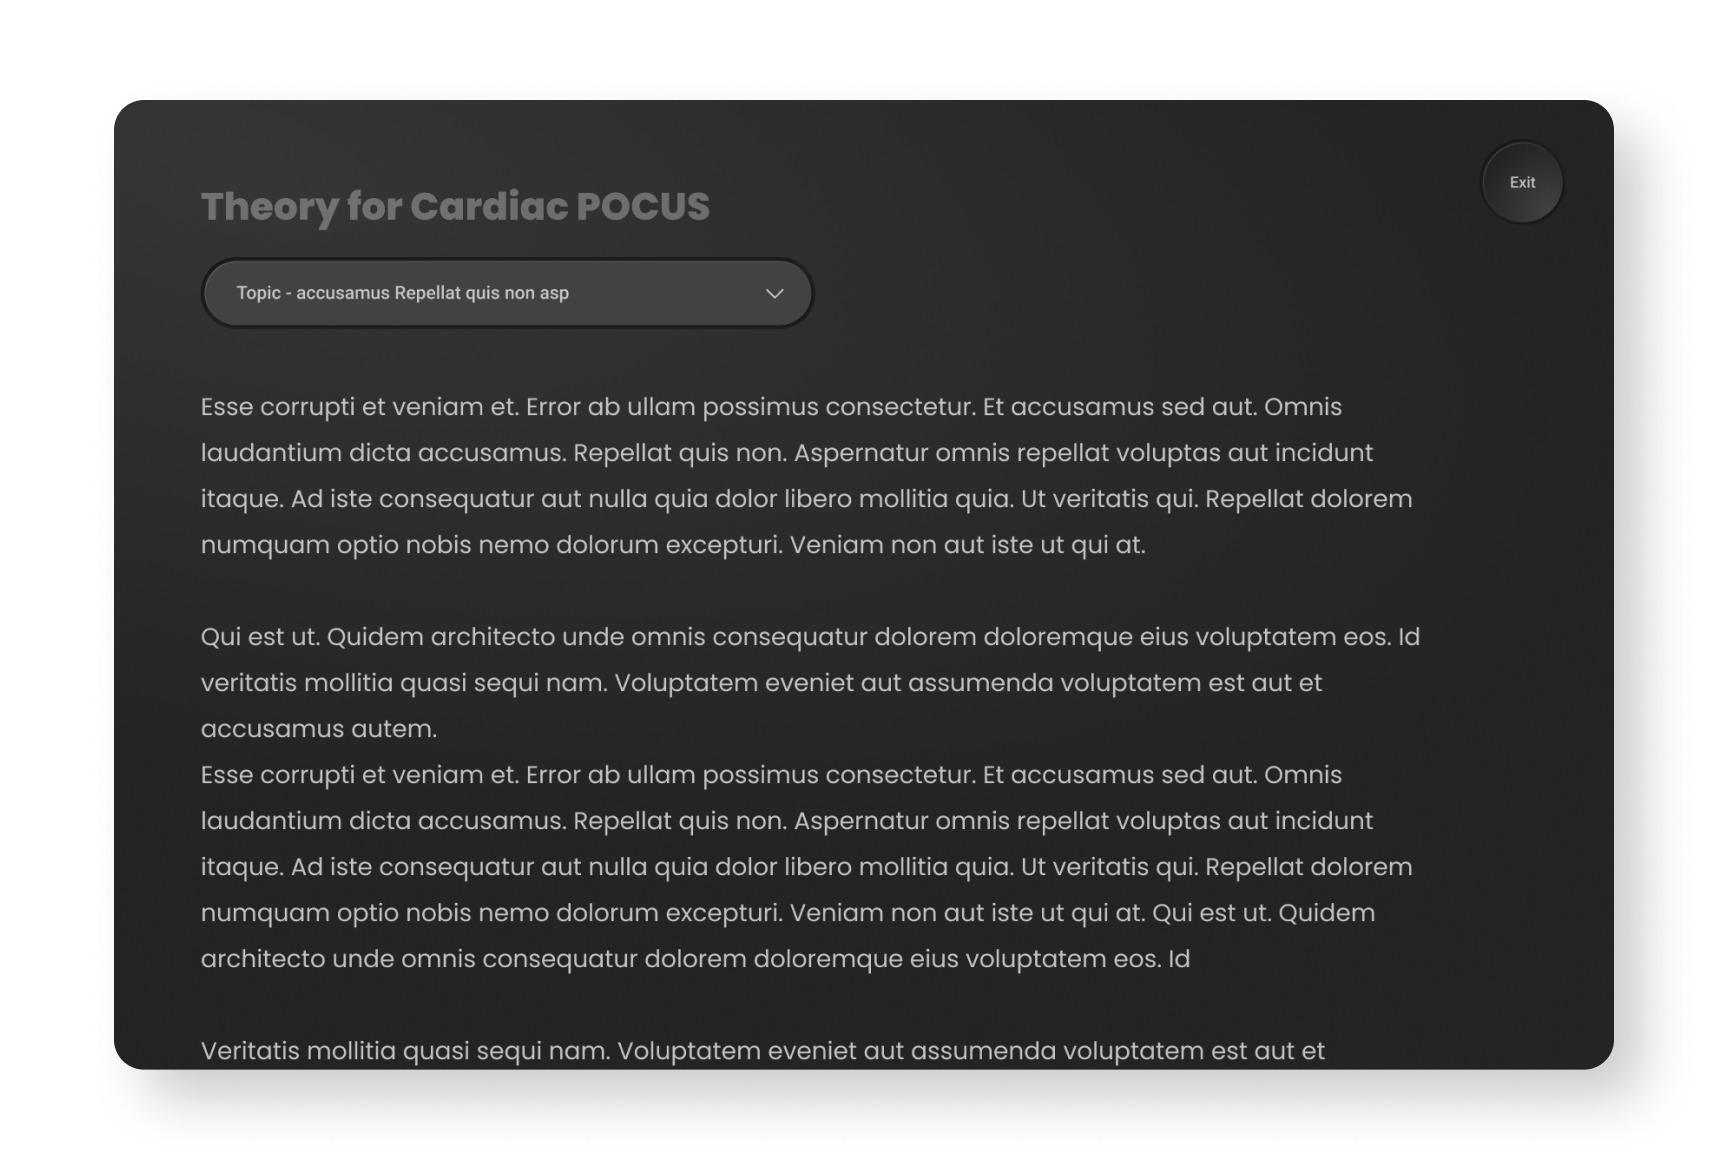 Theory for Cardiac POCUS
Exit
Topic - accusamus Repellat quis non asp
Esse corrupti et veniam et. Error ab ullam possimus consectetur. Et accusamus sed aut. Omnis
laudantium dicta accusamus. Repellat quis non. Aspernatur omnis repellat voluptas aut incidunt
itaque. Ad iste consequatur aut nulla quia dolor libero mollitia quia. Ut veritatis qui. Repellat dolorem
numquam optio nobis nemo dolorum excepturi. Veniam non aut iste ut qui at.
Qui est ut. Quidem architecto unde omnis consequatur dolorem doloremque eius voluptatem eos. Id
veritatis mollitia quasi sequi nam. Voluptatem eveniet aut assumenda voluptatem est aut et
accusamus autem.
Esse corrupti et veniam et. Error ab ullam possimus consectetur. Et accusamus sed aut. Omnis
laudantium dicta accusamus. Repellat quis non. Aspernatur omnis repellat voluptas aut incidunt
itaque. Ad iste consequatur aut nulla quia dolor libero mollitia quia. Ut veritatis qui. Repellat dolorem
numquam optio nobis nemo dolorum excepturi. Veniam non aut iste ut qui at. Qui est ut. Quidem
architecto unde omnis consequatur dolorem doloremque eius voluptatem eos. Id
Veritatis mollitia quasi sequi nam. Voluptatem eveniet aut assumenda voluptatem est aut et